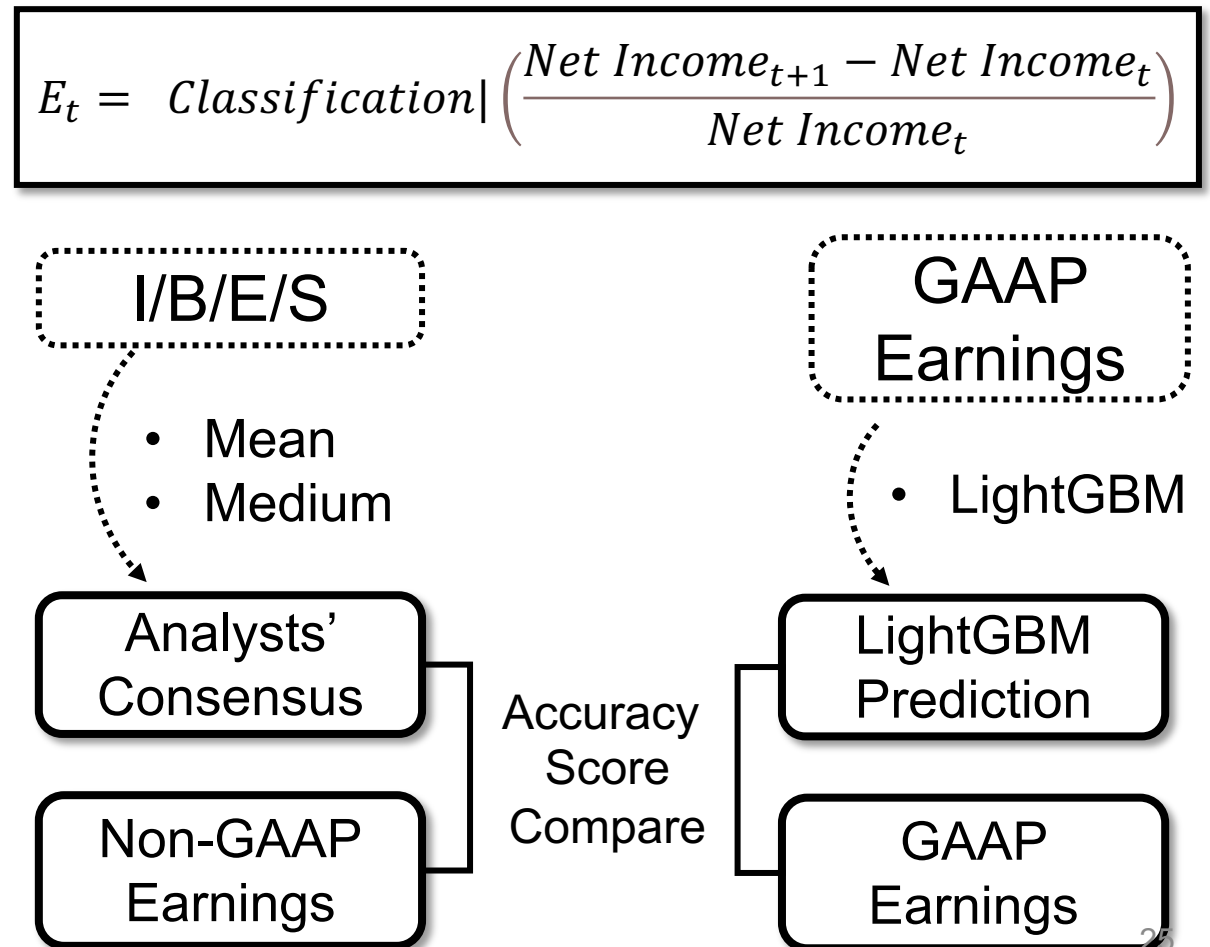 E_t = Classification| ( (Net Income_{t+1} − Net Income_t) / Net Income_t )
I/B/E/S
• Mean
• Medium
Analysts’
Consensus
Non-GAAP
Earnings
Accuracy
Score
Compare
GAAP
Earnings
• LightGBM
LightGBM
Prediction
GAAP
Earnings
25